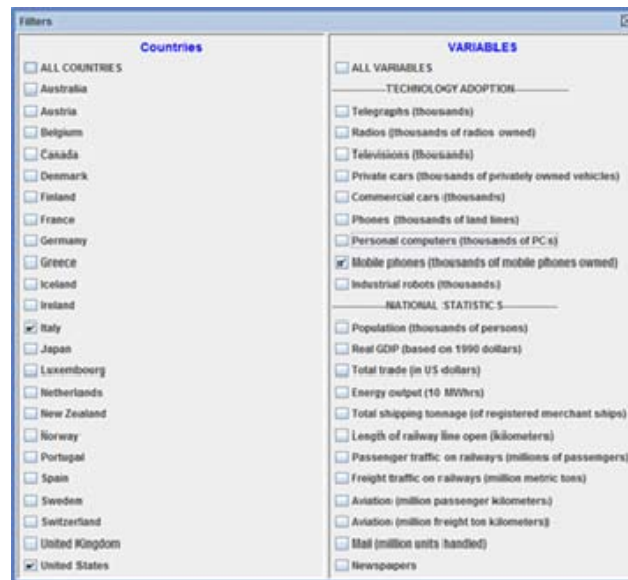 Filters
Countries
ALL COUNTRIES
Australia
Austria
Belgium
Canada
Denmark
Finland
France
Germany
Greece
Iceland
Ireland
Italy
Japan
Luxembourg
Netherlands
New Zealand
Norway
Portugal
Spain
Sweden
Switzerland
United Kingdom
United States
VARIABLES
ALL VARIABLES
TECHNOLOGY ADOPTION
Telegraphs (thousands)
Radios (thousands of radios owned)
Televisions (thousands)
Private cars (thousands of privately owned vehicles)
Commercial cars (thousands)
Phones (thousands of land lines)
Personal computers (thousands of PCs)
Mobile phones (thousands of mobile phones owned)
Industrial robots (thousands)
NATIONAL STATISTICS
Population (thousands of persons)
Real GDP (based on 1990 dollars)
Total trade (in US dollars)
Energy output (10 MWhrs)
Total shipping tonnage (of registered merchant ships)
Length of railway line open (kilometers)
Passenger traffic on railways (millions of passengers)
Freight traffic on railways (million metric tons)
Aviation (million passenger kilometers)
Aviation (million freight ton kilometers)
Mail (million units handled)
Newspapers